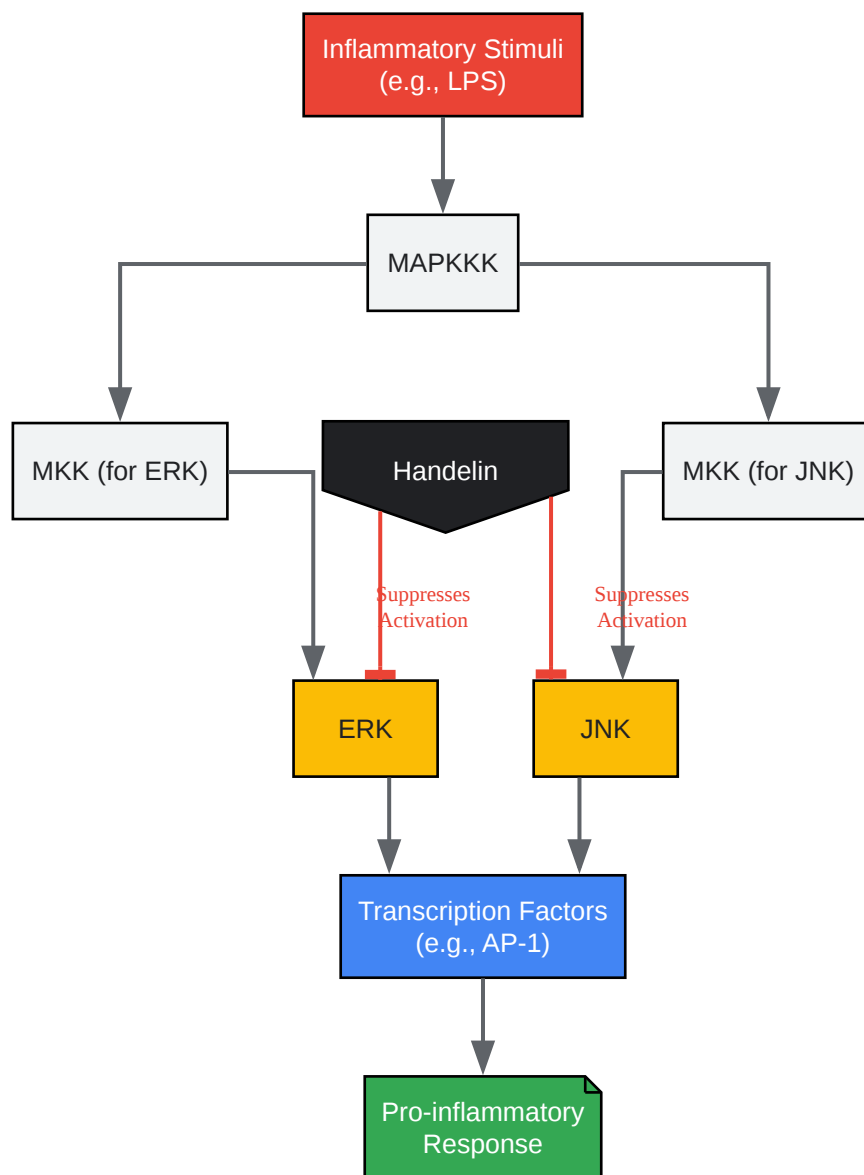 Inflammatory Stimuli
(e.g., LPS)
MAPKKK
MKK (for ERK)
Handelin
MKK (for JNK)
Suppresses
Activation
Suppresses
Activation
ERK
JNK
Transcription Factors
(e.g., AP-1)
Pro-inflammatory
Response